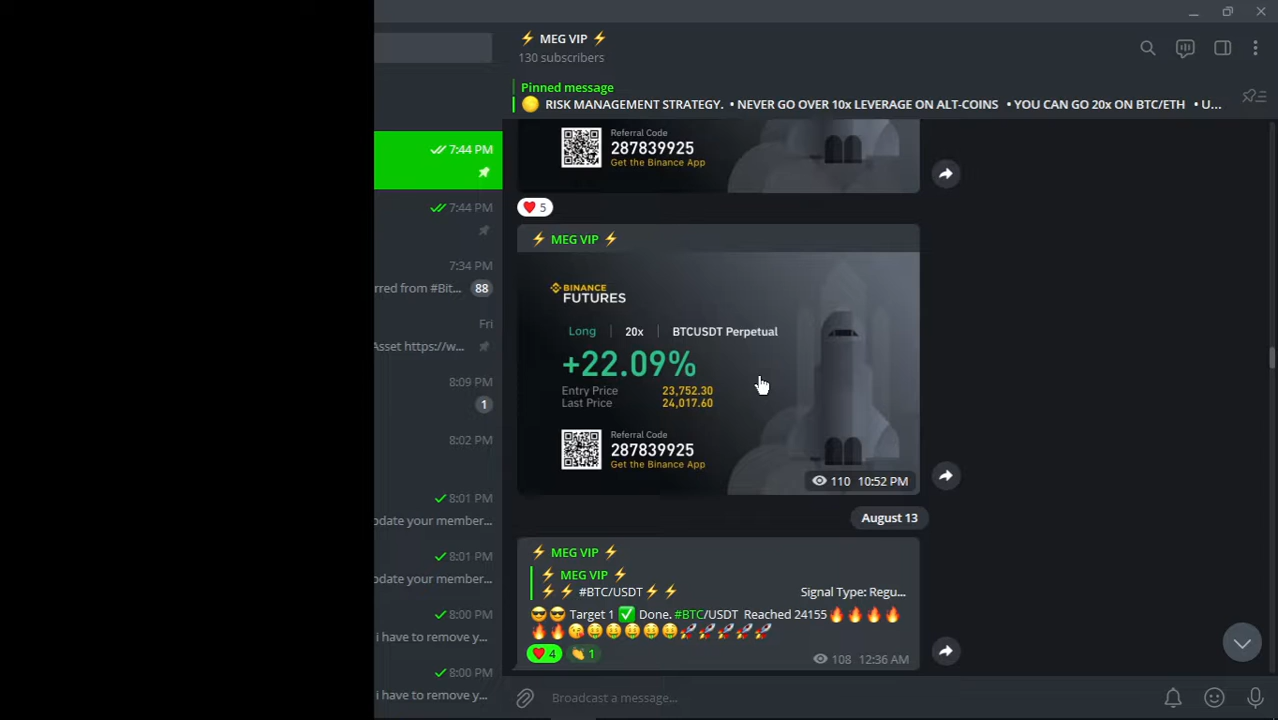 ⚡ MEG VIP ⚡
130 subscribers
Pinned message
RISK MANAGEMENT STRATEGY. • NEVER GO OVER 10x LEVERAGE ON ALT-COINS • YOU CAN GO 20x ON BTC/ETH • U...
7:44 PM
7:44 PM
7:34 PM
rred from #Bit... 88
Fri
Asset https://w...
8:09 PM
1
8:02 PM
8:01 PM
pdate your member...
8:01 PM
pdate your member...
8:00 PM
i have to remove y...
8:00 PM
i have to remove y...
Referral Code
287839925
Get the Binance App
❤️ 5
⚡ MEG VIP ⚡
BINANCE
FUTURES
Long | 20x | BTCUSDT Perpetual
+22.09%
Entry Price 23,752.30
Last Price 24,017.60
Referral Code
287839925
Get the Binance App
110 10:52 PM
August 13
⚡ MEG VIP ⚡
⚡ MEG VIP ⚡
⚡⚡ #BTC/USDT⚡⚡ Signal Type: Regu...
😎😎 Target 1 ✅ Done. #BTC/USDT Reached 24155🔥🔥🔥🔥
🔥🔥😘🤑🤑🤑🤑🤑🚀🚀🚀🚀🚀
❤️ 4 👏 1
108 12:36 AM
Broadcast a message...